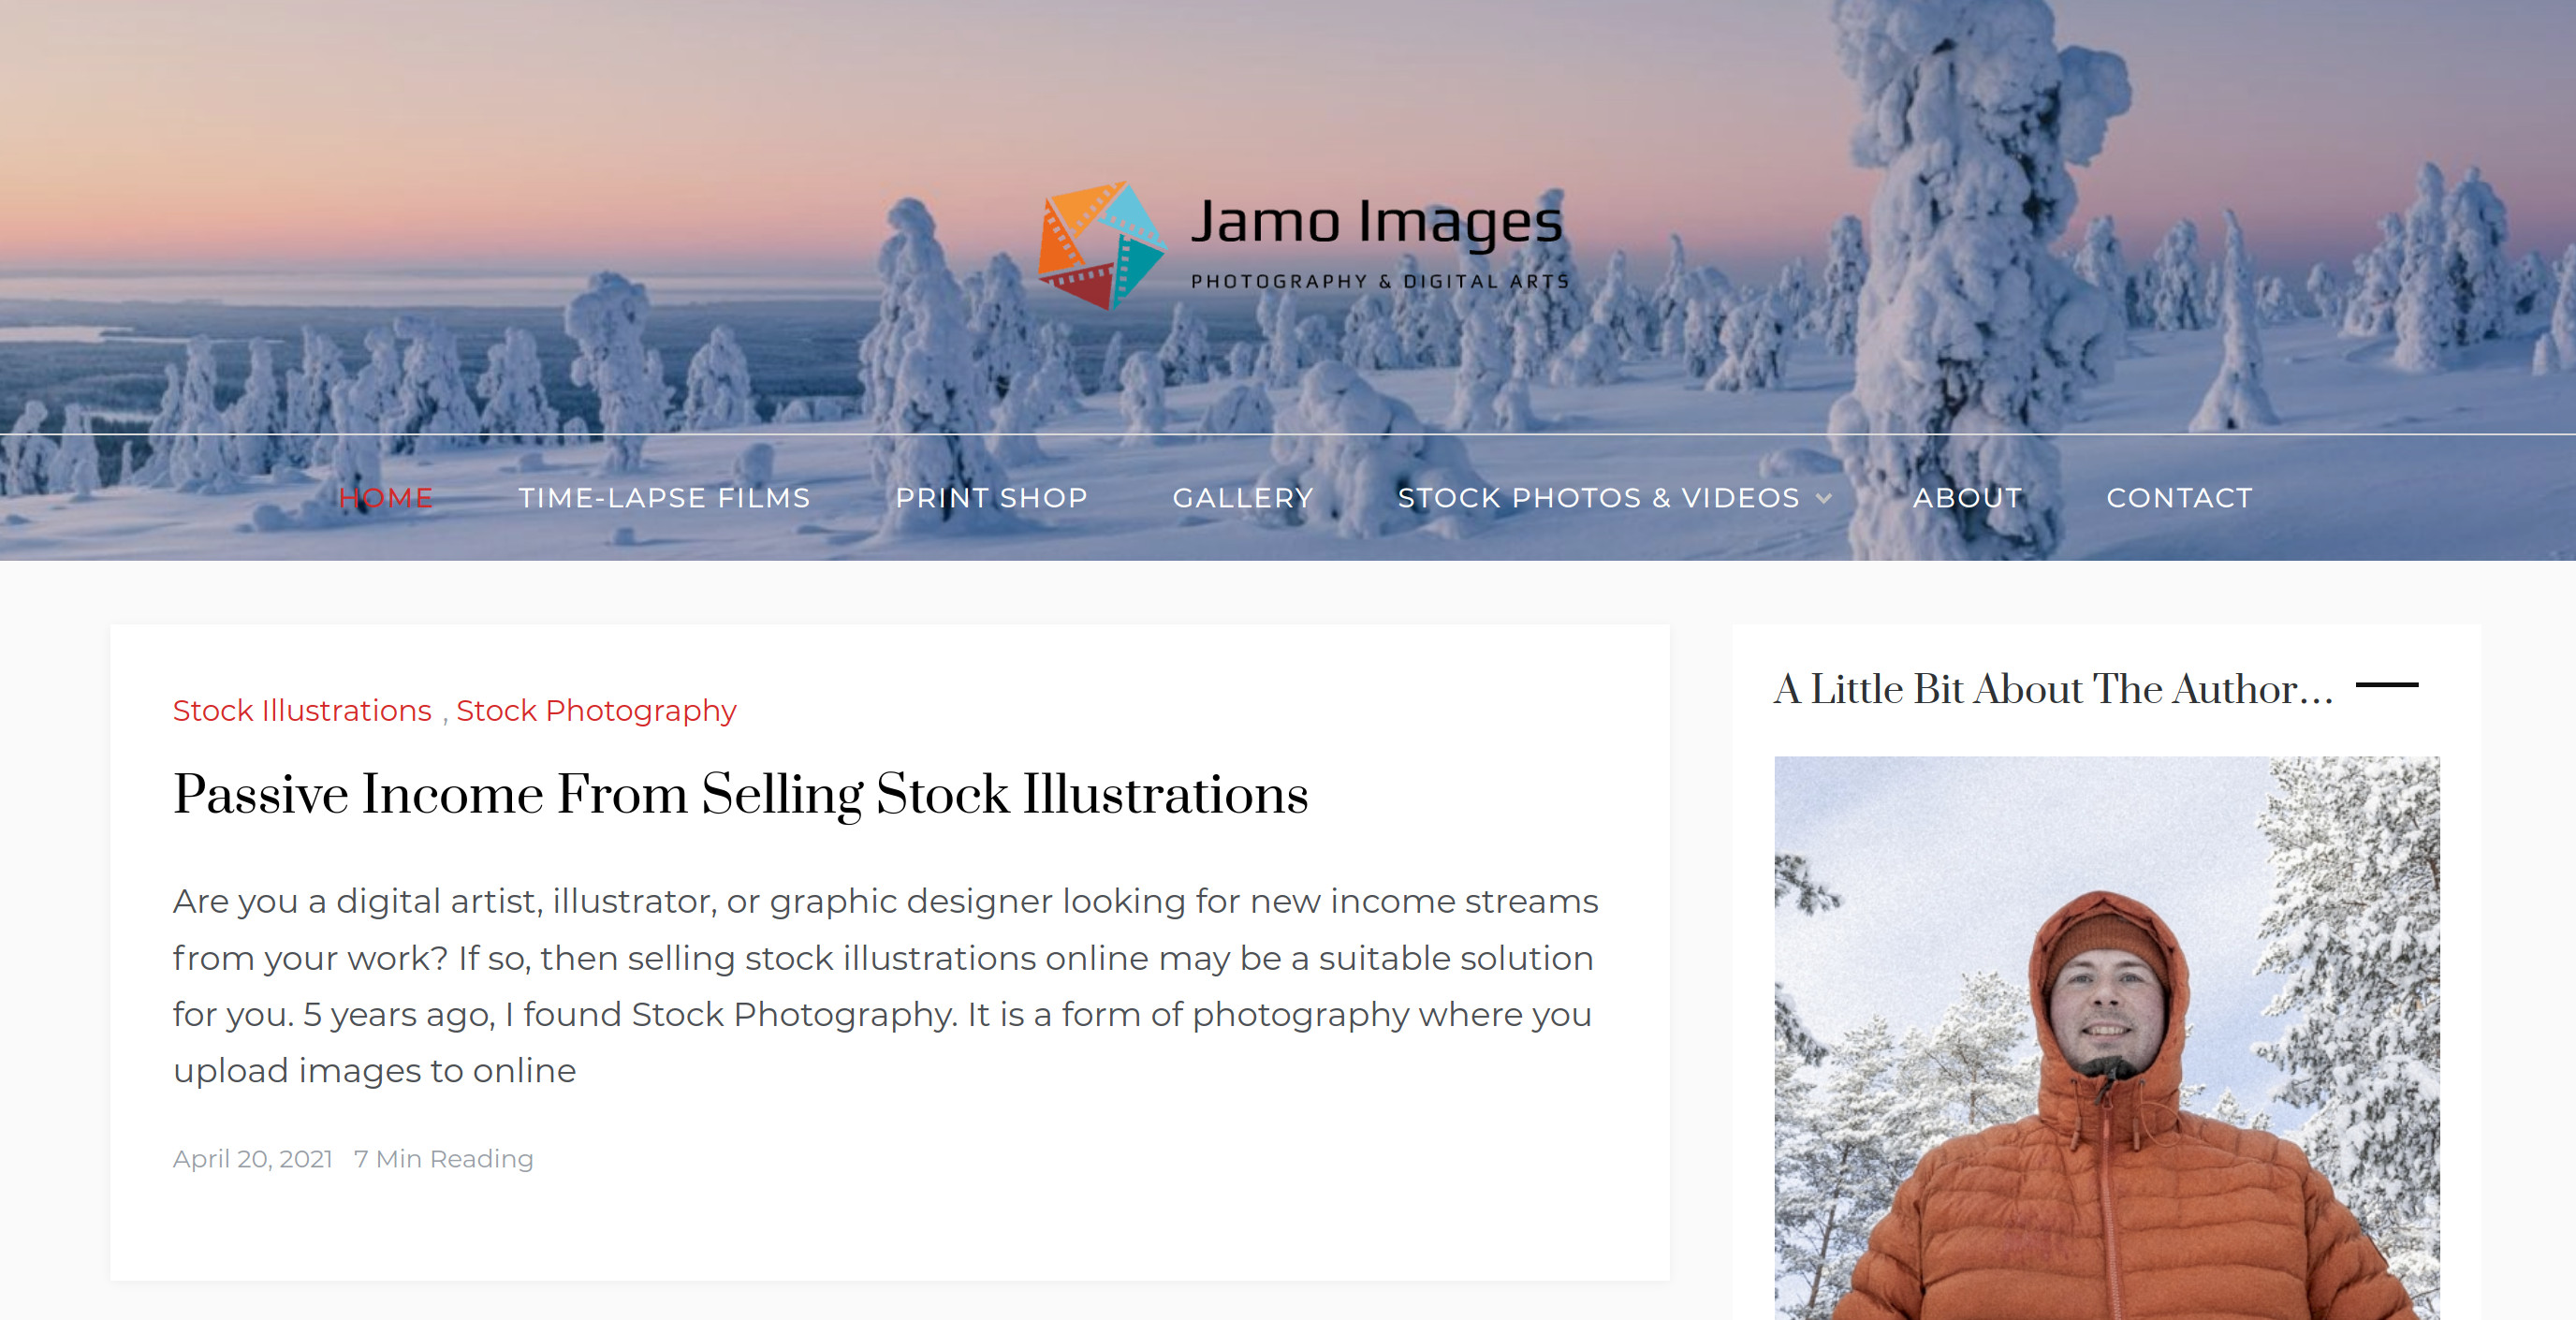 Jamo Images
PHOTOGRAPHY & DIGITAL ARTS
HOME
TIME-LAPSE FILMS
PRINT SHOP
GALLERY
STOCK PHOTOS & VIDEOS
ABOUT
CONTACT
Stock Illustrations , Stock Photography
Passive Income From Selling Stock Illustrations
Are you a digital artist, illustrator, or graphic designer looking for new income streams
from your work? If so, then selling stock illustrations online may be a suitable solution
for you. 5 years ago, I found Stock Photography. It is a form of photography where you
upload images to online
April 20, 2021 7 Min Reading
A Little Bit About The Author...